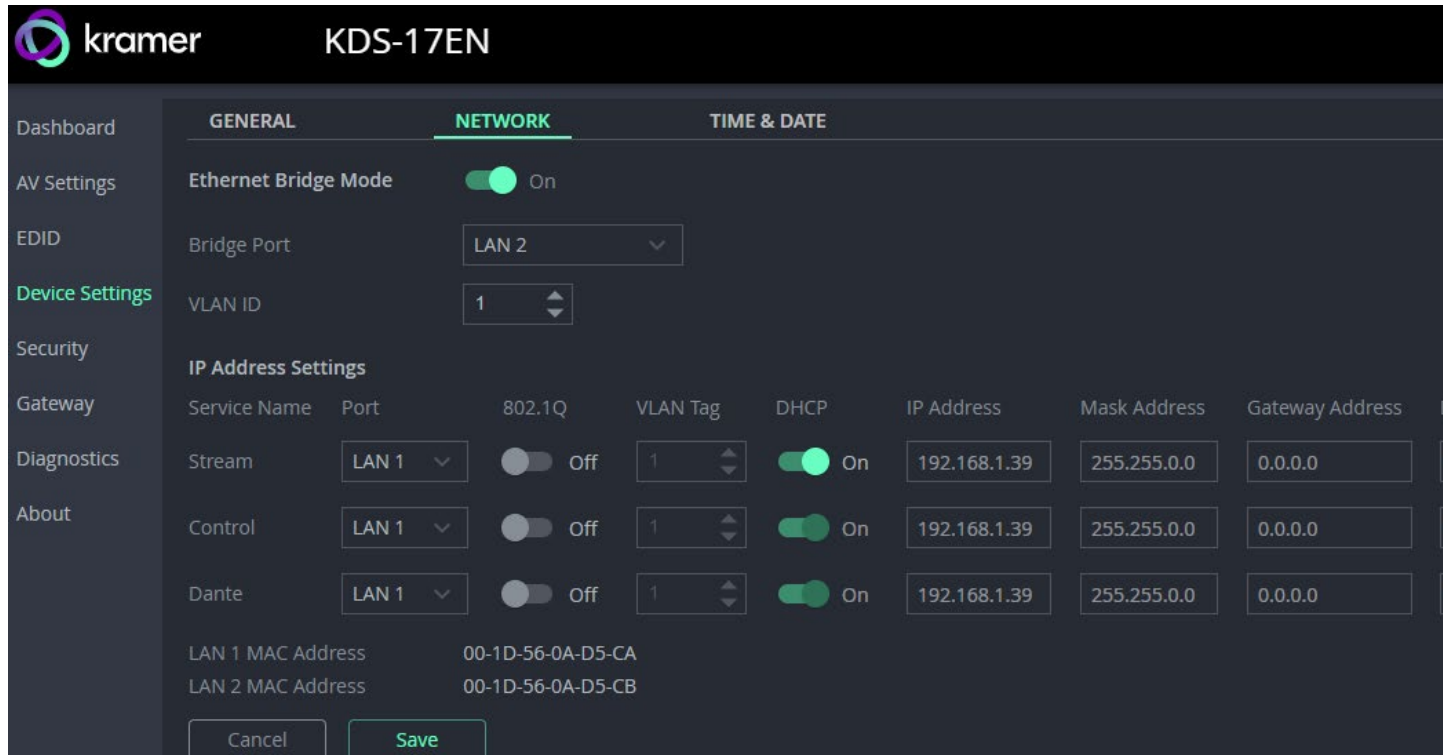 kramer KDS-17EN
Dashboard
AV Settings
EDID
Device Settings
Security
Gateway
Diagnostics
About
GENERAL NETWORK TIME & DATE
Ethernet Bridge Mode On
Bridge Port LAN 2
VLAN ID 1
IP Address Settings
Service Name Port 802.1Q VLAN Tag DHCP IP Address Mask Address Gateway Address
Stream LAN 1 Off 1 On 192.168.1.39 255.255.0.0 0.0.0.0
Control LAN 1 Off 1 On 192.168.1.39 255.255.0.0 0.0.0.0
Dante LAN 1 Off 1 On 192.168.1.39 255.255.0.0 0.0.0.0
LAN 1 MAC Address 00-1D-56-0A-D5-CA
LAN 2 MAC Address 00-1D-56-0A-D5-CB
Cancel Save